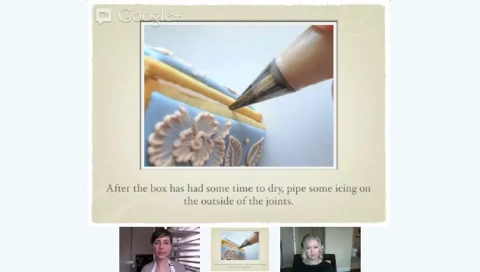 Google+
After the box has had some time to dry, pipe some icing on
the outside of the joints.